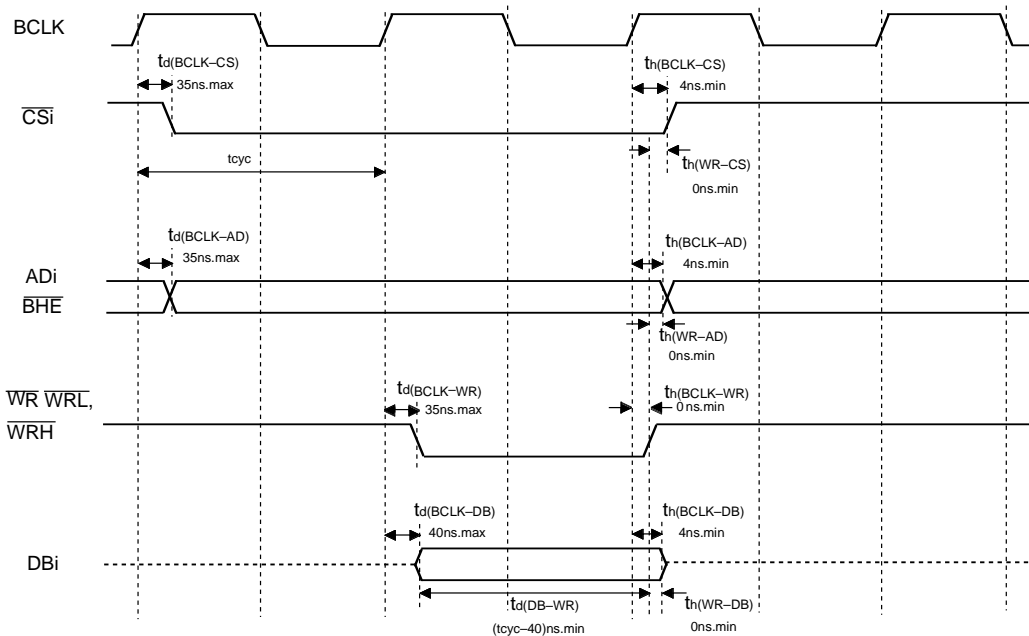 BCLK
td(BCLK–CS)
35ns.max
th(BCLK–CS)
4ns.min
CSi
tcyc
th(WR–CS)
0ns.min
td(BCLK–AD)
35ns.max
th(BCLK–AD)
4ns.min
ADi
BHE
th(WR–AD)
0ns.min
td(BCLK–WR)
35ns.max
th(BCLK–WR)
0ns.min
WR WRL,
WRH
td(BCLK–DB)
40ns.max
th(BCLK–DB)
4ns.min
DBi
td(DB–WR)
(tcyc–40)ns.min
th(WR–DB)
0ns.min